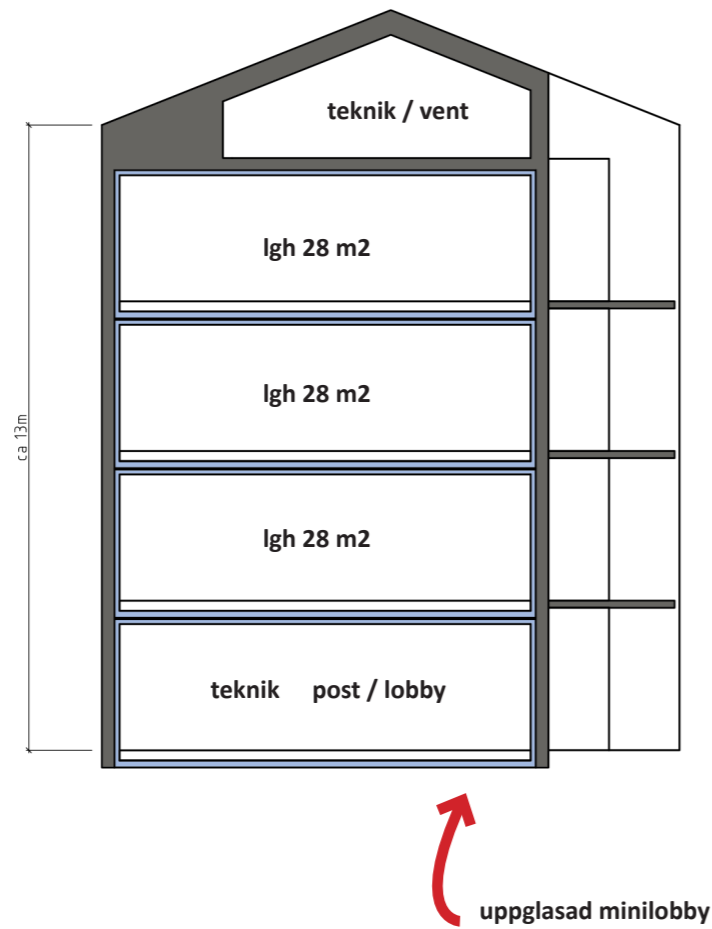 teknik / vent
lgh 28 m2
lgh 28 m2
ca 13m
lgh 28 m2
teknik post / lobby
uppglasad minilobby